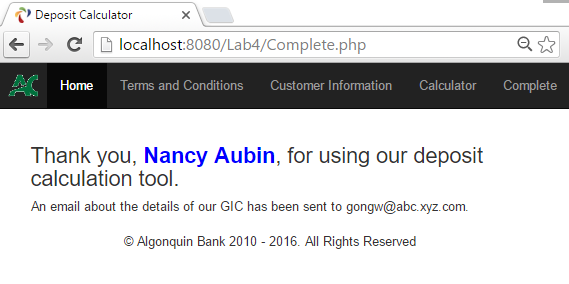 Deposit Calculator
localhost:8080/Lab4/Complete.php
AC Home Terms and Conditions Customer Information Calculator Complete
Thank you, Nancy Aubin, for using our deposit
calculation tool.
An email about the details of our GIC has been sent to gongw@abc.xyz.com.
© Algonquin Bank 2010 - 2016. All Rights Reserved